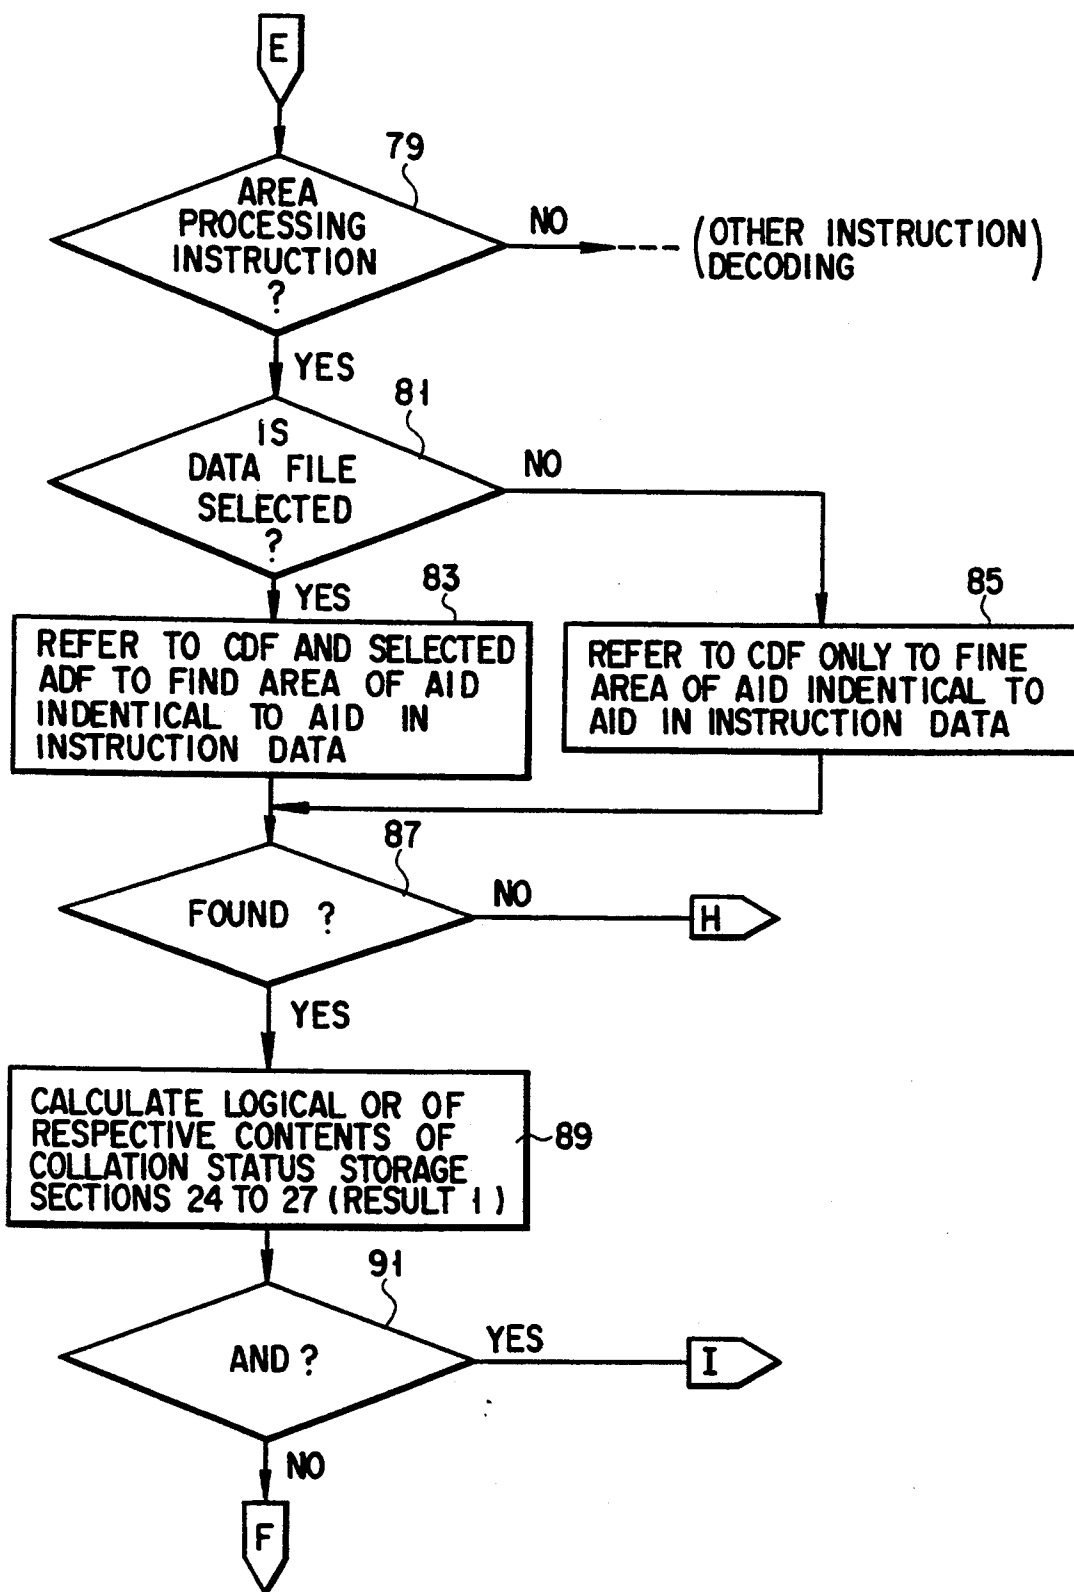 E
79
AREA
PROCESSING
INSTRUCTION
?
NO
(OTHER INSTRUCTION)
DECODING
YES
81
IS
DATA FILE
SELECTED
?
NO
YES
83
REFER TO CDF AND SELECTED
ADF TO FIND AREA OF AID
INDENTICAL TO AID IN
INSTRUCTION DATA
85
REFER TO CDF ONLY TO FINE
AREA OF AID INDENTICAL TO
AID IN INSTRUCTION DATA
87
FOUND ?
NO
H
YES
CALCULATE LOGICAL OR OF
RESPECTIVE CONTENTS OF
COLLATION STATUS STORAGE
SECTIONS 24 TO 27 (RESULT 1)
89
91
AND ?
YES
I
NO
F